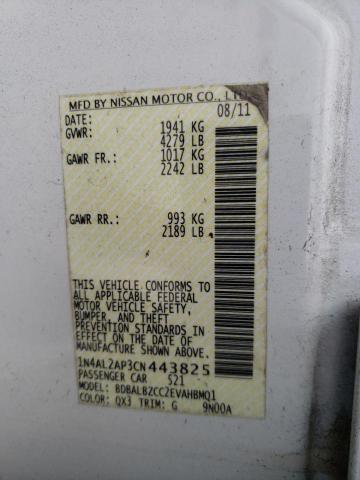 MFD BY NISSAN MOTOR CO., LTD
DATE: 08/11
GVWR: 1941 KG
4279 LB
GAWR FR.: 1017 KG
2242 LB
GAWR RR.: 993 KG
2189 LB
THIS VEHICLE CONFORMS TO
ALL APPLICABLE FEDERAL
MOTOR VEHICLE SAFETY,
BUMPER, AND THEFT
PREVENTION STANDARDS IN
EFFECT ON THE DATE OF
MANUFACTURE SHOWN ABOVE.
1N4AL2AP3CN443825
PASSENGER CAR 521
MODEL: BDBALBZCC2EVAHBMQ1
COLOR: QX3 TRIM: G 9N00A